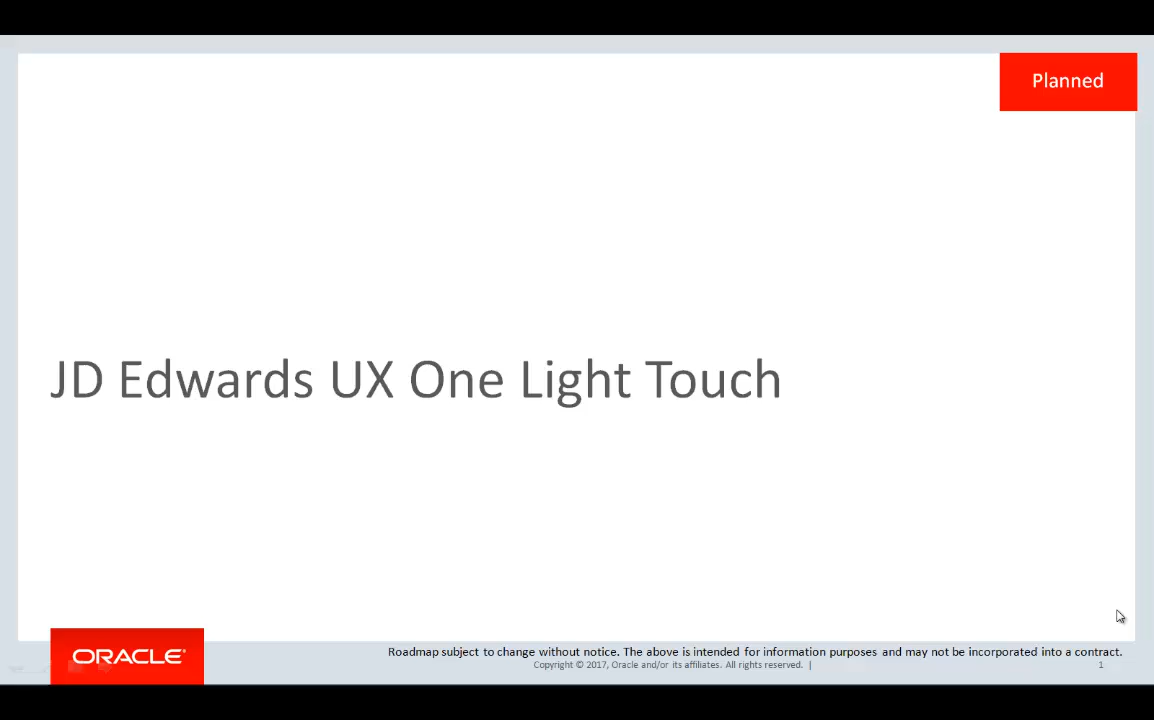 Planned
JD Edwards UX One Light Touch
ORACLE®
Roadmap subject to change without notice. The above is intended for information purposes and may not be incorporated into a contract.
Copyright © 2017, Oracle and/or its affiliates. All rights reserved. |
1